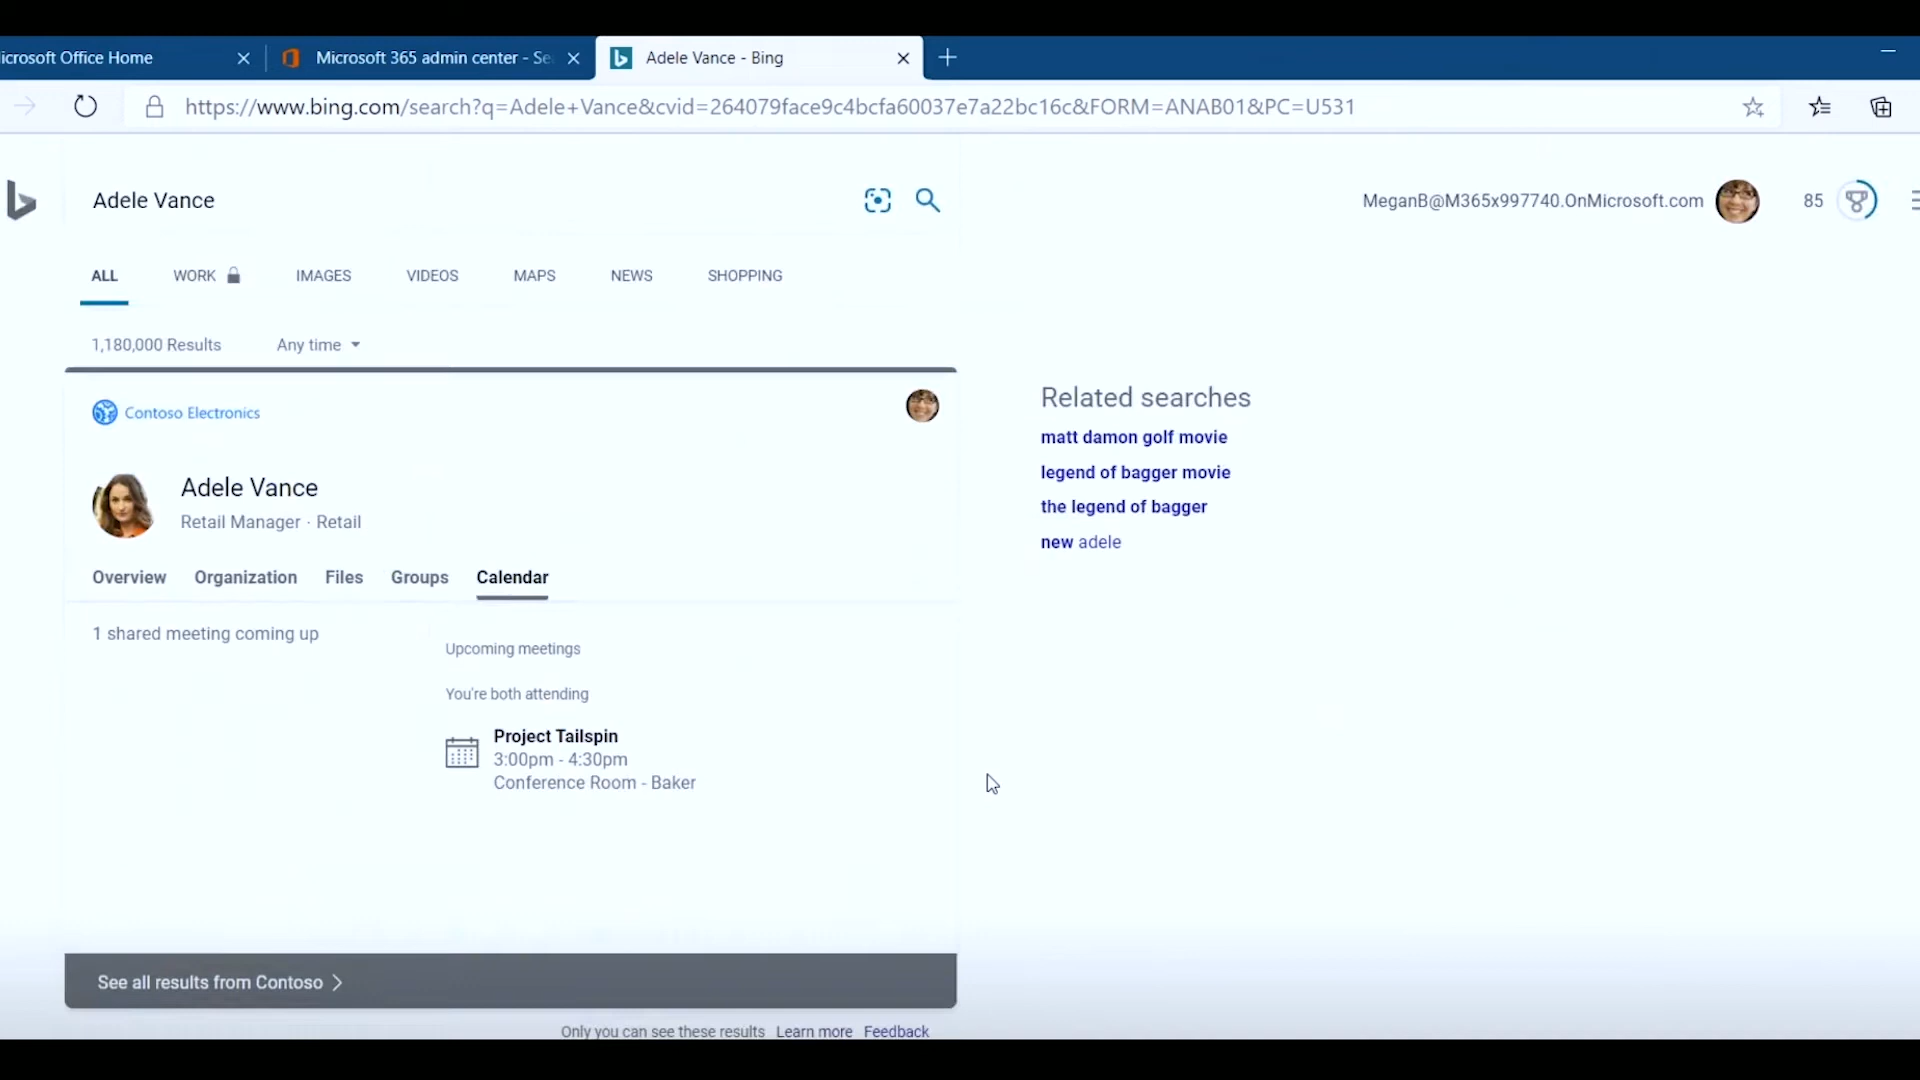 icrosoft Office Home
Microsoft 365 admin center - Se
Adele Vance - Bing
https://www.bing.com/search?q=Adele+Vance&cvid=264079face9c4bcfa60037e7a22bc16c&FORM=ANAB01&PC=U531
Adele Vance
MeganB@M365x997740.OnMicrosoft.com
85
ALL WORK IMAGES VIDEOS MAPS NEWS SHOPPING
1,180,000 Results Any time
Contoso Electronics
Adele Vance
Retail Manager · Retail
Overview Organization Files Groups Calendar
1 shared meeting coming up
Upcoming meetings
You're both attending
Project Tailspin
3:00pm - 4:30pm
Conference Room - Baker
See all results from Contoso
Only you can see these results Learn more Feedback
Related searches
matt damon golf movie
legend of bagger movie
the legend of bagger
new adele